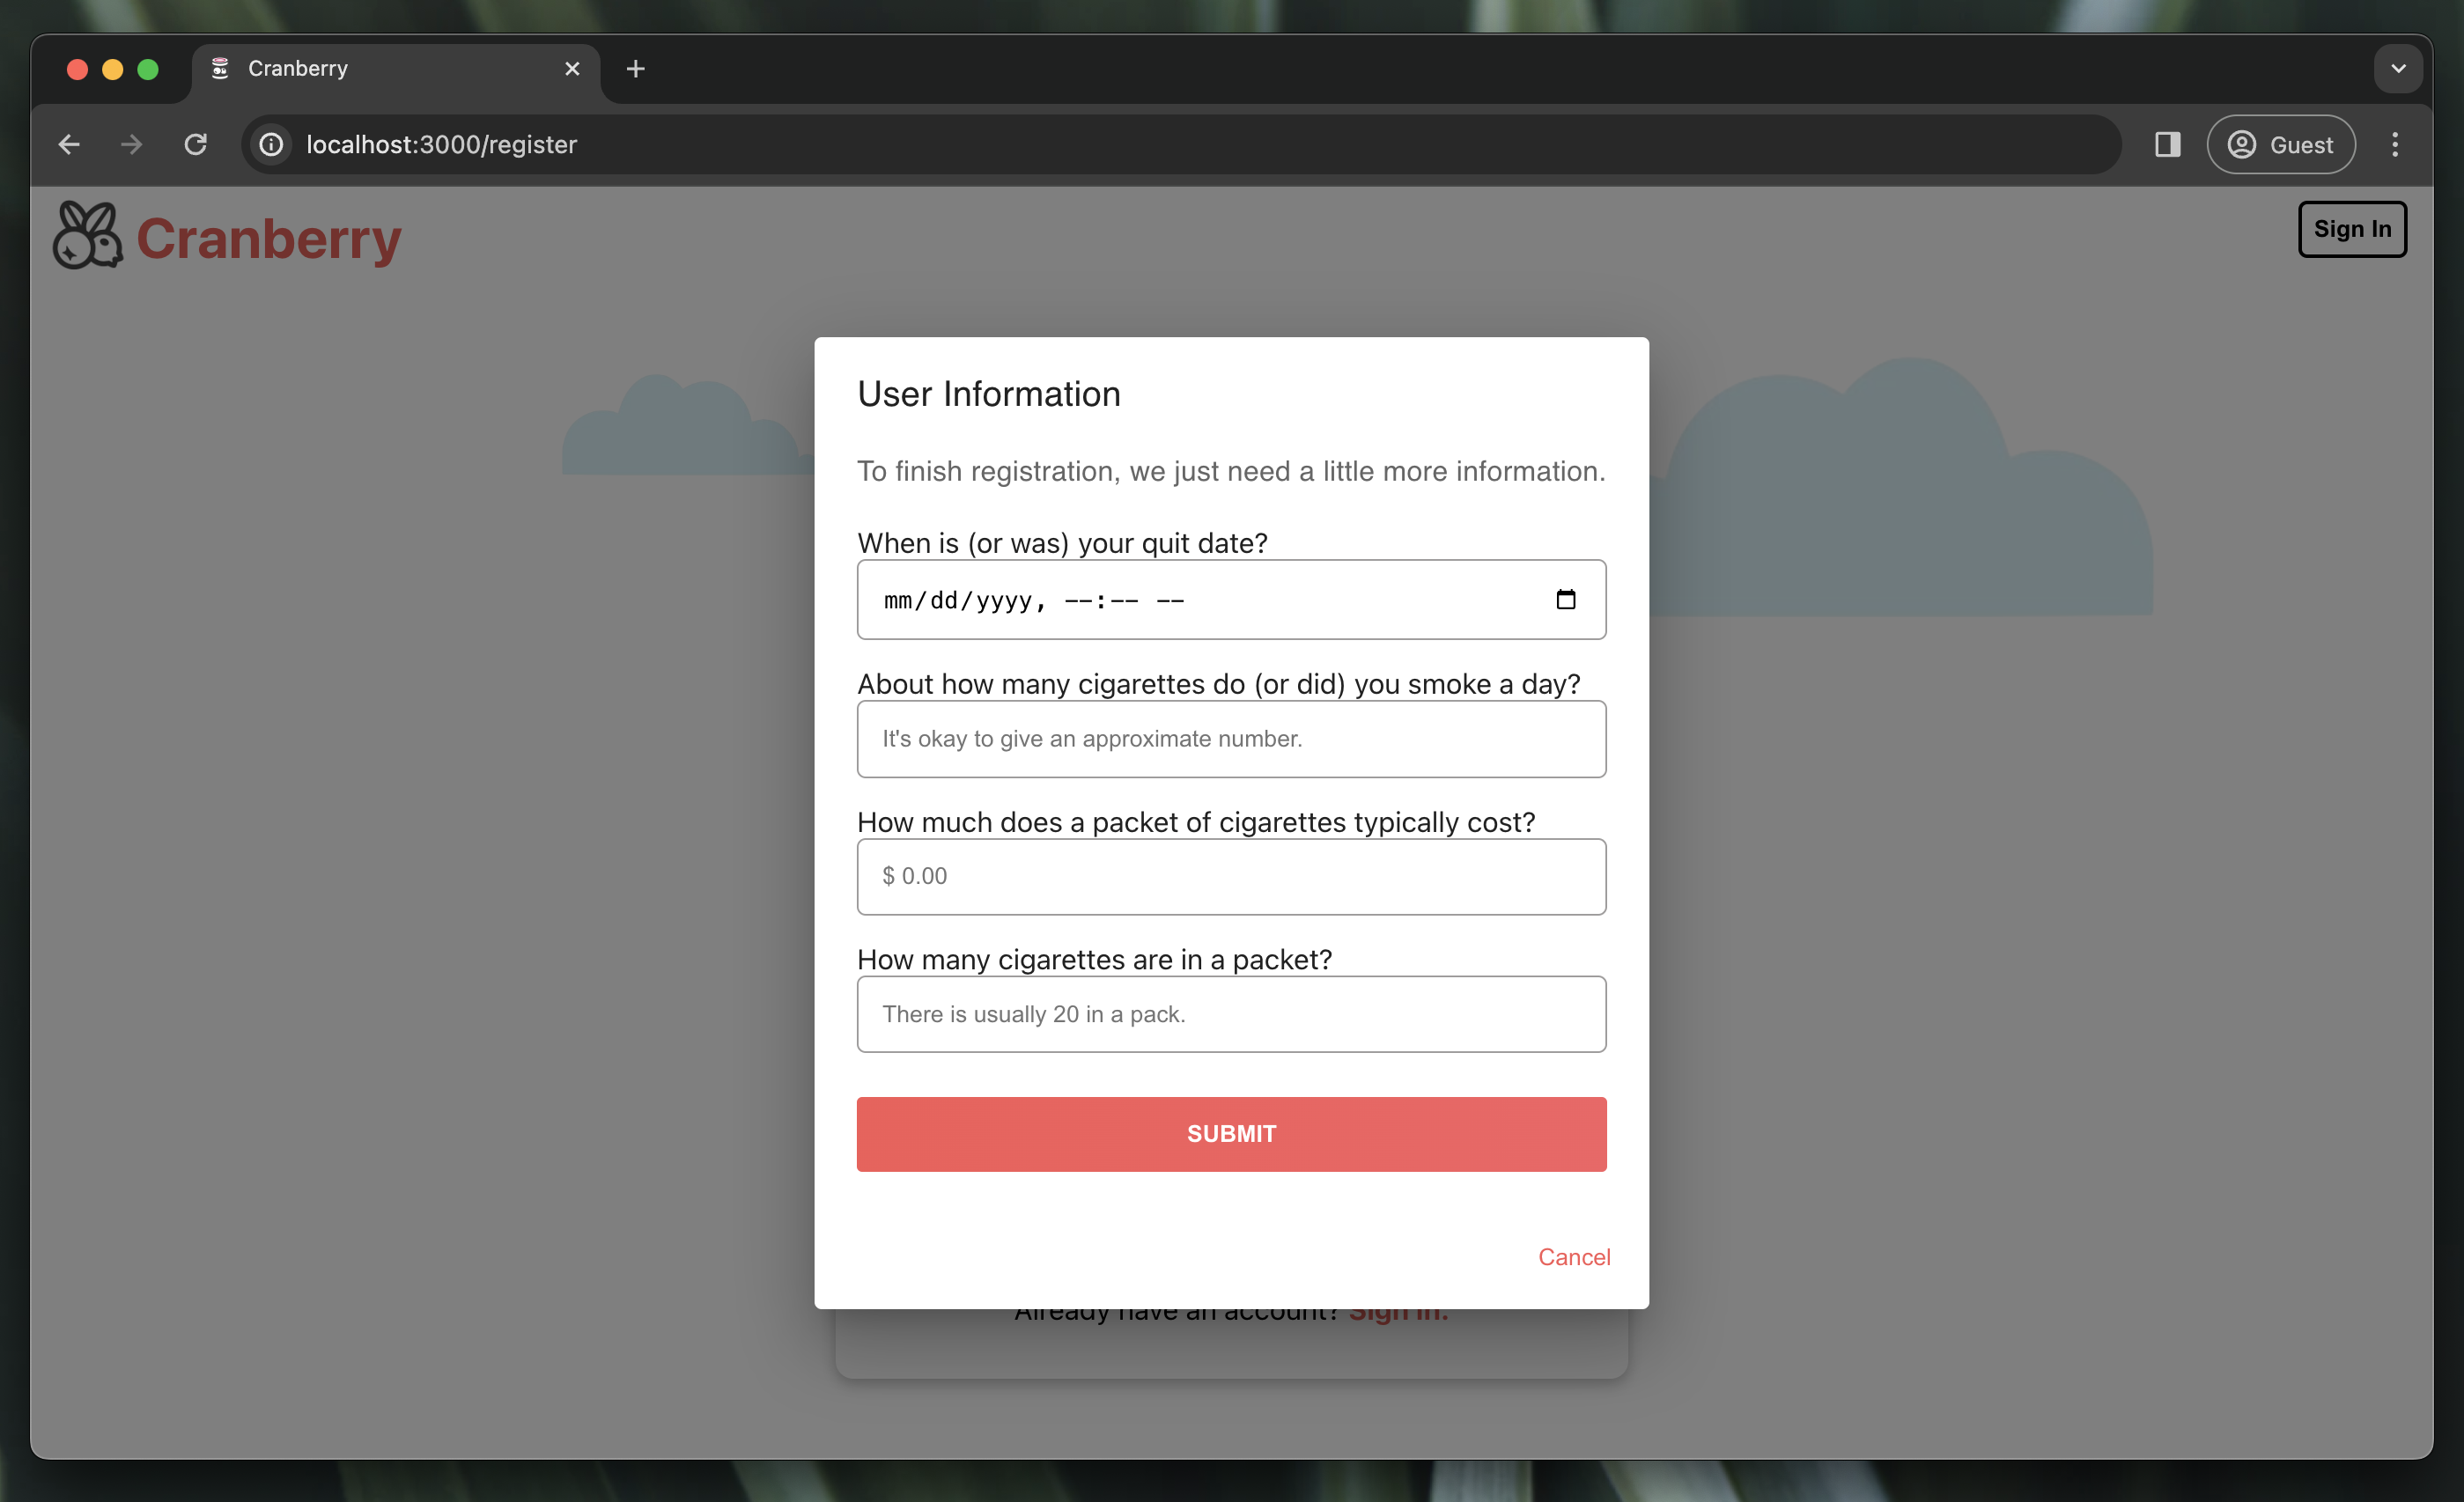 Cranberry
localhost:3000/register
Guest
Cranberry
Sign In
User Information
To finish registration, we just need a little more information.
When is (or was) your quit date?
mm/dd/yyyy, --:-- --
About how many cigarettes do (or did) you smoke a day?
It's okay to give an approximate number.
How much does a packet of cigarettes typically cost?
$ 0.00
How many cigarettes are in a packet?
There is usually 20 in a pack.
SUBMIT
Cancel
Already have an account? Sign in.